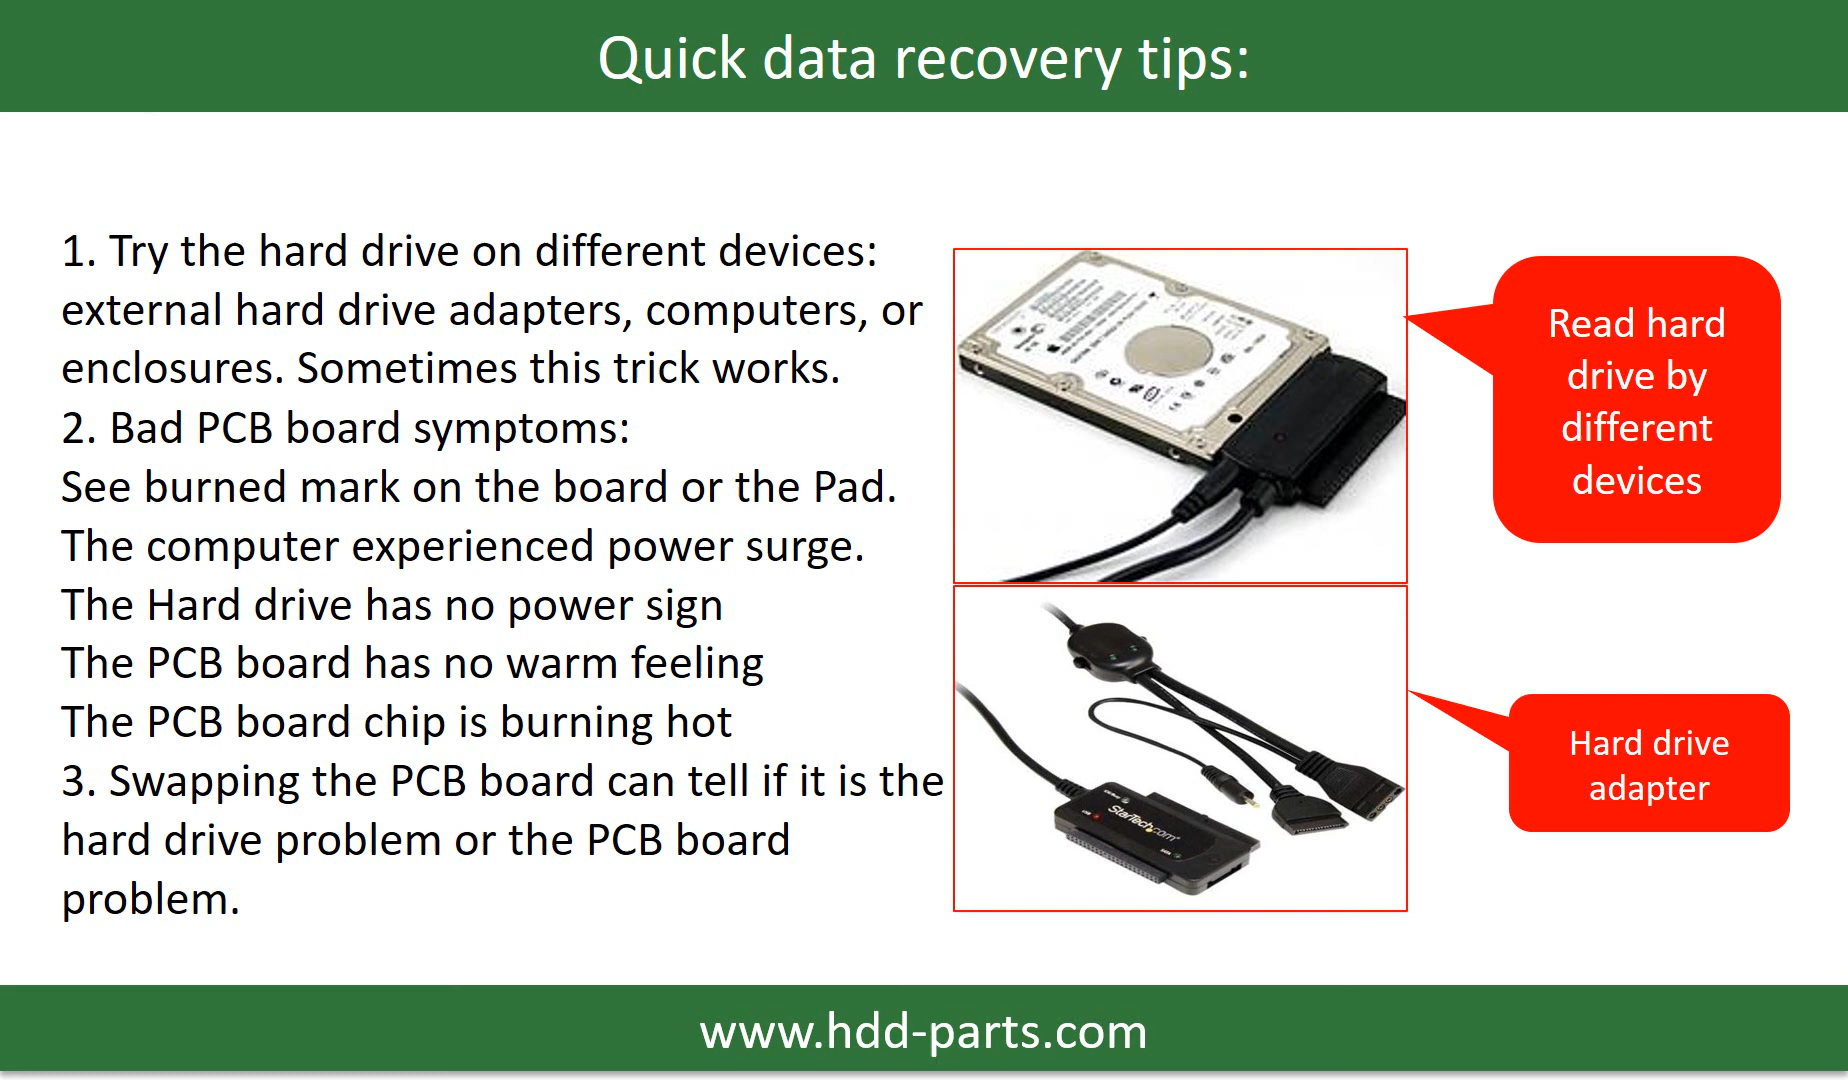 Quick data recovery tips:
1. Try the hard drive on different devices:
external hard drive adapters, computers, or
enclosures. Sometimes this trick works.
2. Bad PCB board symptoms:
See burned mark on the board or the Pad.
The computer experienced power surge.
The Hard drive has no power sign
The PCB board has no warm feeling
The PCB board chip is burning hot
3. Swapping the PCB board can tell if it is the
hard drive problem or the PCB board
problem.
Read hard
drive by
different
devices
StarTech.com
Hard drive
adapter
www.hdd-parts.com